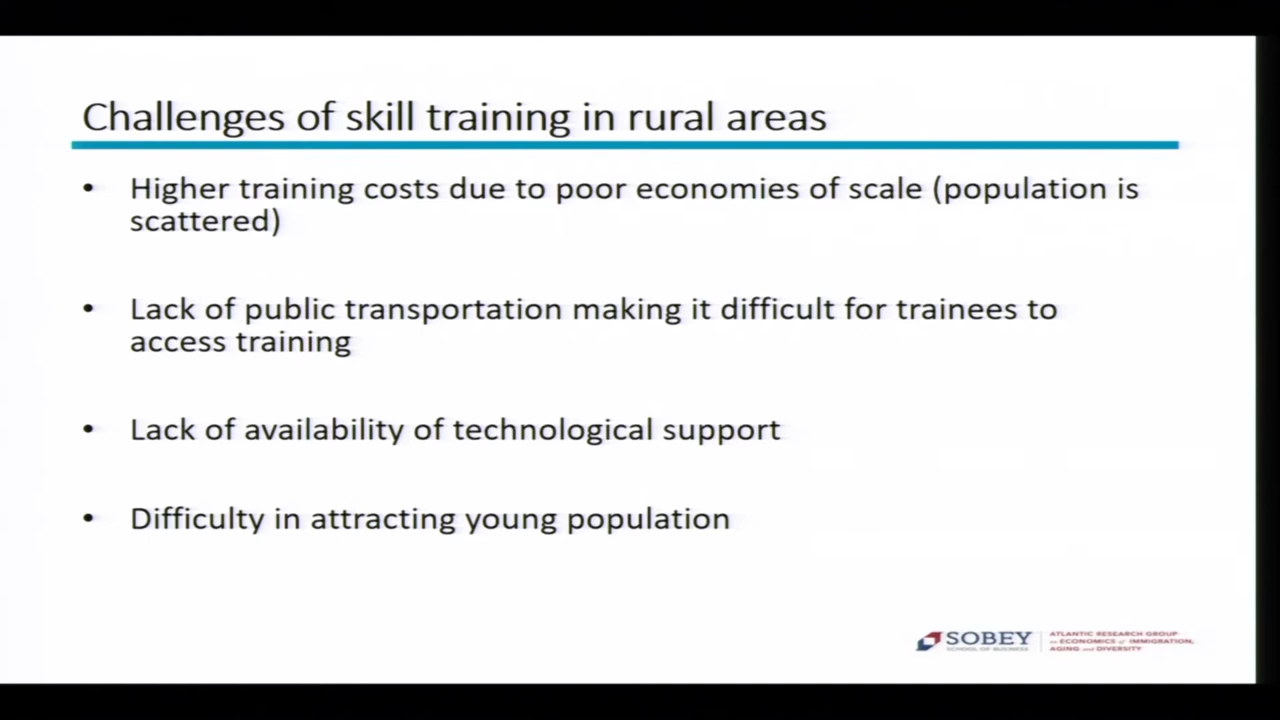 Challenges of skill training in rural areas
• Higher training costs due to poor economies of scale (population is
scattered)
• Lack of public transportation making it difficult for trainees to
access training
• Lack of availability of technological support
• Difficulty in attracting young population
SOBEY
SCHOOL OF BUSINESS
ATLANTIC RESEARCH GROUP
on ECONOMICS of IMMIGRATION,
AGING and DIVERSITY